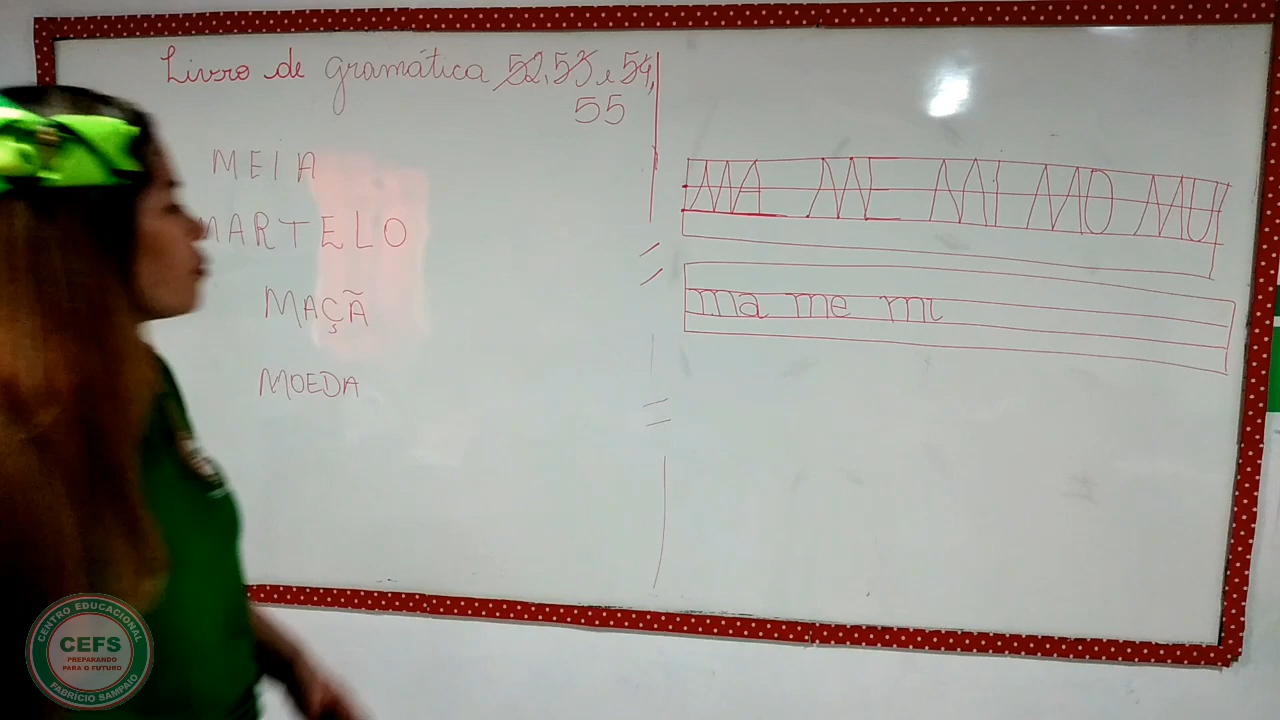 Livro de gramática 52, 53 e 54,
55
MEIA
MARTELO
MAÇÃ
MOEDA
MA ME MI MO MU
ma me mi
CENTRO EDUCACIONAL
CEFS
PREPARANDO
PARA O FUTURO
FABRICIO SAMPAIO